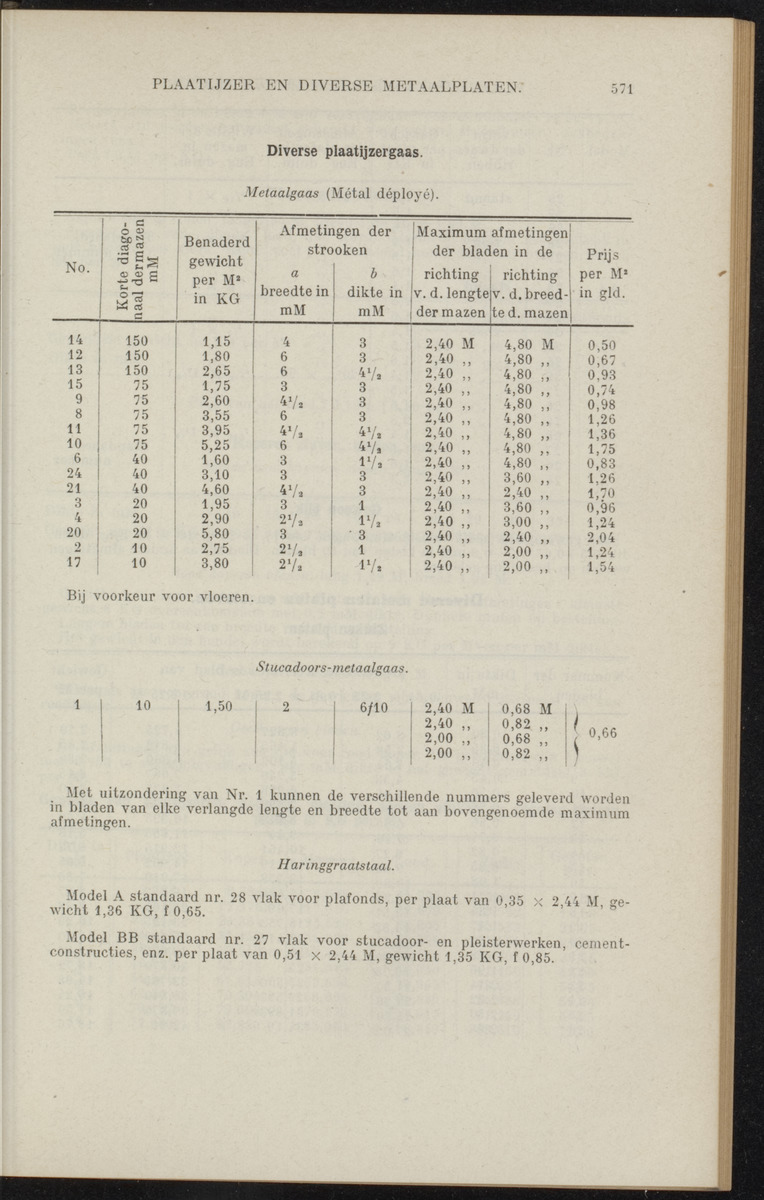 PLAATIJZER EN DIVERSE METAALPLATEN. 571
Diverse plaatijzergaas.
Metaalgaas (Métal déployé).
No. | Korte diago-naal der mazen mM | Benaderd gewicht per M² in KG | Afmetingen der strooken | Maximum afmetingen der bladen in de | Prijs per M² in gld.
a breedte in mM | b dikte in mM | richting v. d. lengte der mazen | richting v. d. breed-te d. mazen
14 150 1,15 4 3 2,40 M 4,80 M 0,50
12 150 1,80 6 3 2,40 ,, 4,80 ,, 0,67
13 150 2,65 6 4¹/₂ 2,40 ,, 4,80 ,, 0,93
15 75 1,75 3 3 2,40 ,, 4,80 ,, 0,74
9 75 2,60 4¹/₂ 3 2,40 ,, 4,80 ,, 0,98
8 75 3,55 6 3 2,40 ,, 4,80 ,, 1,26
11 75 3,95 4¹/₂ 4¹/₂ 2,40 ,, 4,80 ,, 1,36
10 75 5,25 6 4¹/₂ 2,40 ,, 4,80 ,, 1,75
6 40 1,60 3 1¹/₂ 2,40 ,, 4,80 ,, 0,83
24 40 3,10 3 3 2,40 ,, 3,60 ,, 1,26
21 40 4,60 4¹/₂ 3 2,40 ,, 2,40 ,, 1,70
3 20 1,95 3 1 2,40 ,, 3,60 ,, 0,96
4 20 2,90 2¹/₂ 1¹/₂ 2,40 ,, 3,00 ,, 1,24
20 20 5,80 3 3 2,40 ,, 2,40 ,, 2,04
2 10 2,75 2¹/₂ 1 2,40 ,, 2,00 ,, 1,24
17 10 3,80 2¹/₂ 1¹/₂ 2,40 ,, 2,00 ,, 1,54
Bij voorkeur voor vloeren.
Stucadoors-metaalgaas.
1 10 1,50 2 6/10 2,40 M 0,68 M
2,40 ,, 0,82 ,,
0,66
2,00 ,, 0,68 ,,
2,00 ,, 0,82 ,,
Met uitzondering van Nr. 1 kunnen de verschillende nummers geleverd worden
in bladen van elke verlangde lengte en breedte tot aan bovengenoemde maximum
afmetingen.
Haringgraatstaal.
Model A standaard nr. 28 vlak voor plafonds, per plaat van 0,35 × 2,44 M, ge-
wicht 1,36 KG, f 0,65.
Model BB standaard nr. 27 vlak voor stucadoor- en pleisterwerken, cement-
constructies, enz. per plaat van 0,51 × 2,44 M, gewicht 1,35 KG, f 0,85.